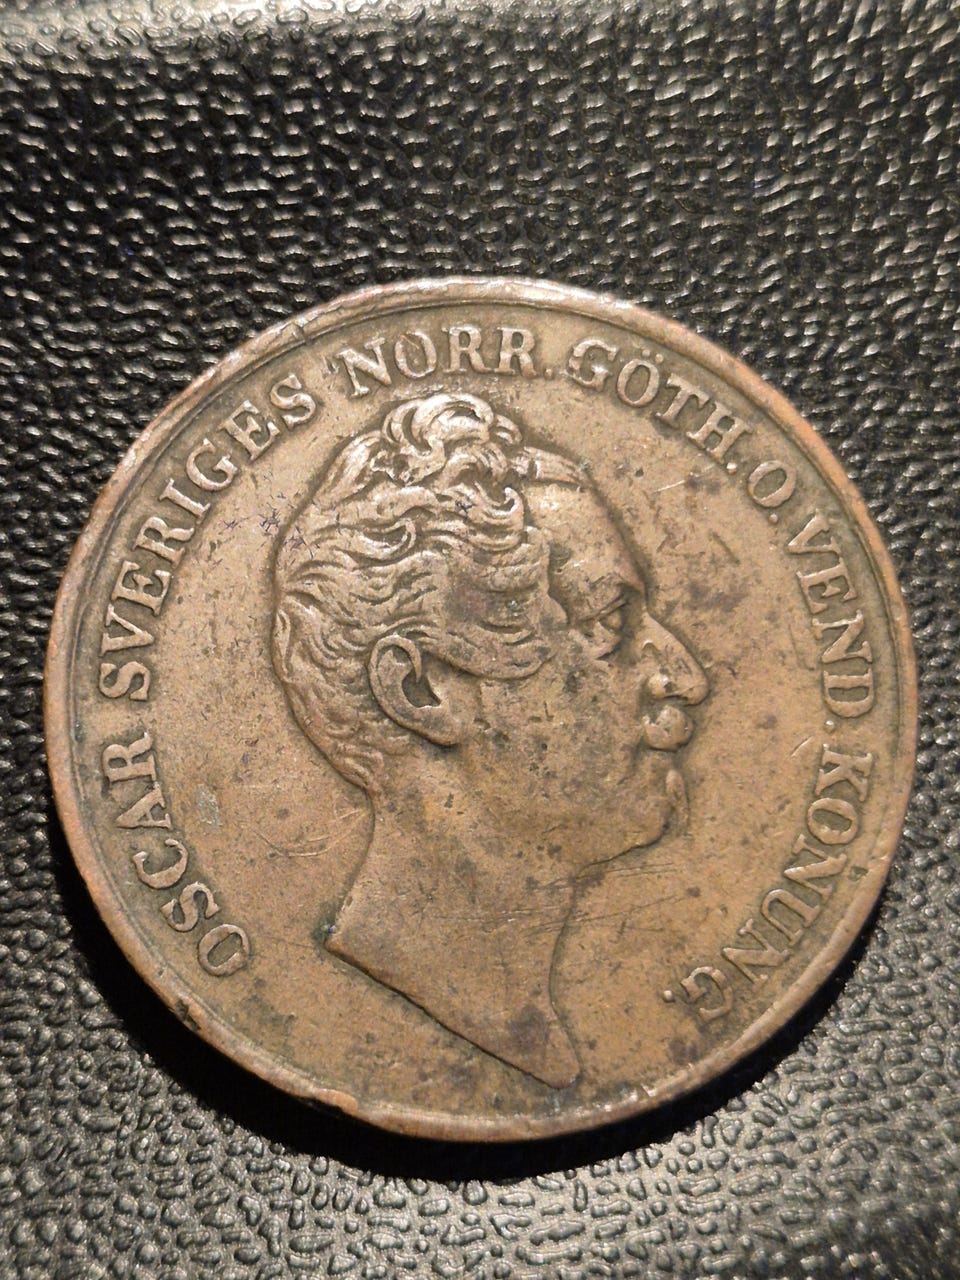 OSCAR SVERIGES NORR. GÖTH. O. VEND. KONUNG.